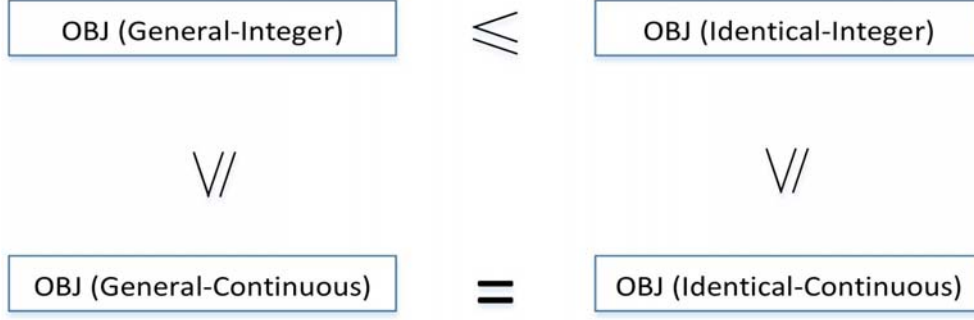 OBJ (General-Integer) ⩽ OBJ (Identical-Integer)
\// \//
OBJ (General-Continuous) = OBJ (Identical-Continuous)